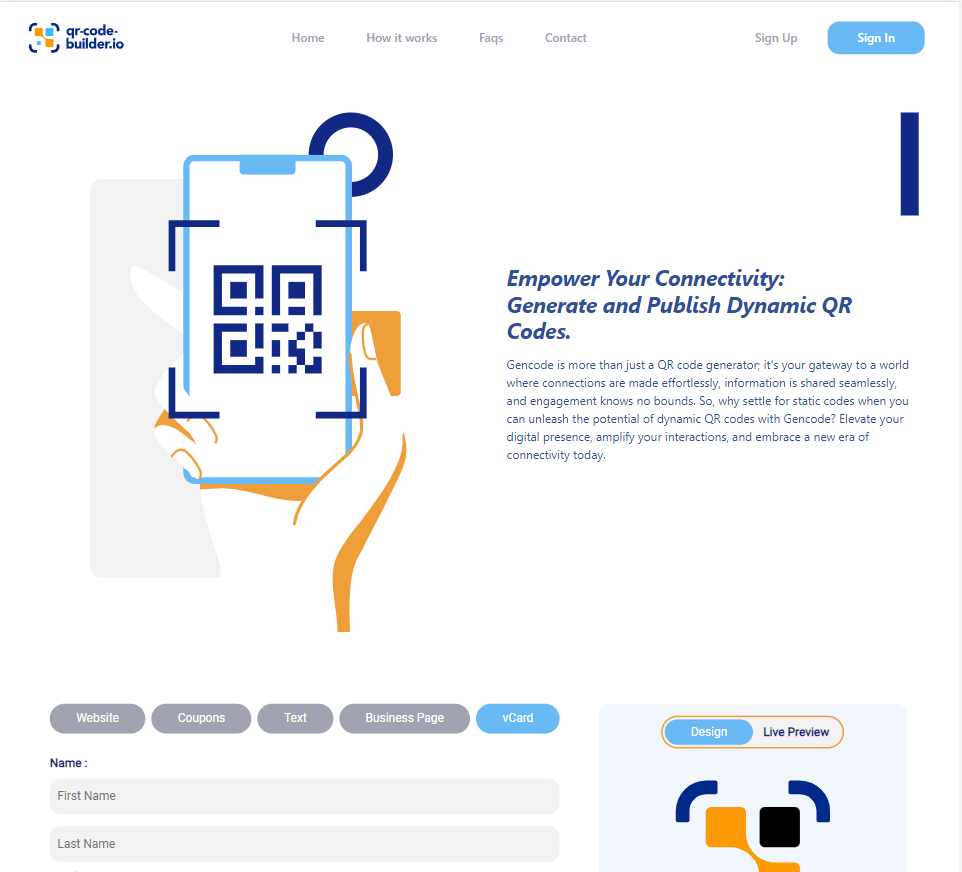 qr-code-
builder.io
Home How it works Faqs Contact Sign Up Sign In
Empower Your Connectivity:
Generate and Publish Dynamic QR
Codes.
Gencode is more than just a QR code generator; it's your gateway to a world
where connections are made effortlessly, information is shared seamlessly,
and engagement knows no bounds. So, why settle for static codes when you
can unleash the potential of dynamic QR codes with Gencode? Elevate your
digital presence, amplify your interactions, and embrace a new era of
connectivity today.
Website Coupons Text Business Page vCard
Design Live Preview
Name :
First Name
Last Name